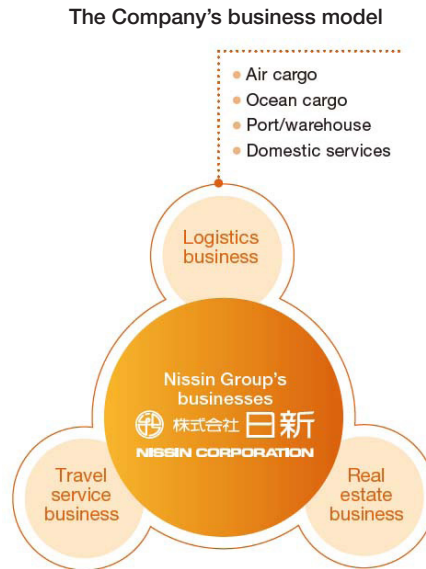 The Company's business model
Air cargo
Ocean cargo
Port/warehouse
Domestic services
Logistics
business
Nissin Group's
businesses
株式会社 日新
NISSIN CORPORATION
Travel
service
business
Real
estate
business